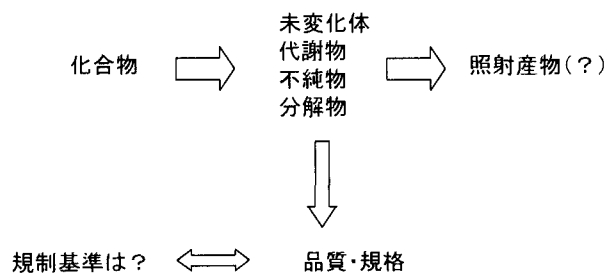 未変化体
代謝物
化合物
不純物
照射産物(?)
分解物
規制基準は?
品質・規格